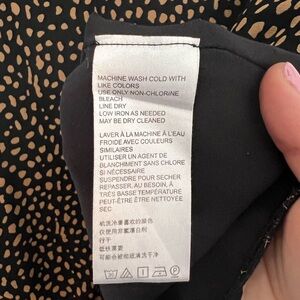 MACHINE WASH COLD WITH
LIKE COLORS
USE ONLY NON-CHLORINE
BLEACH
LINE DRY
LOW IRON AS NEEDED
MAY BE DRY CLEANED
LAVER À LA MACHINE À L'EAU
FROIDE AVEC COULEURS
SIMILAIRES
UTILISER UN AGENT DE
BLANCHIMENT SANS CHLORE
SI NÉCESSAIRE
SUSPENDRE POUR SECHER
REPASSER, AU BESOIN, À
TRÈS BASSE TEMPÉRATURE
PEUT-ÊTRE ÊTRE NETTOYÉE
SEC